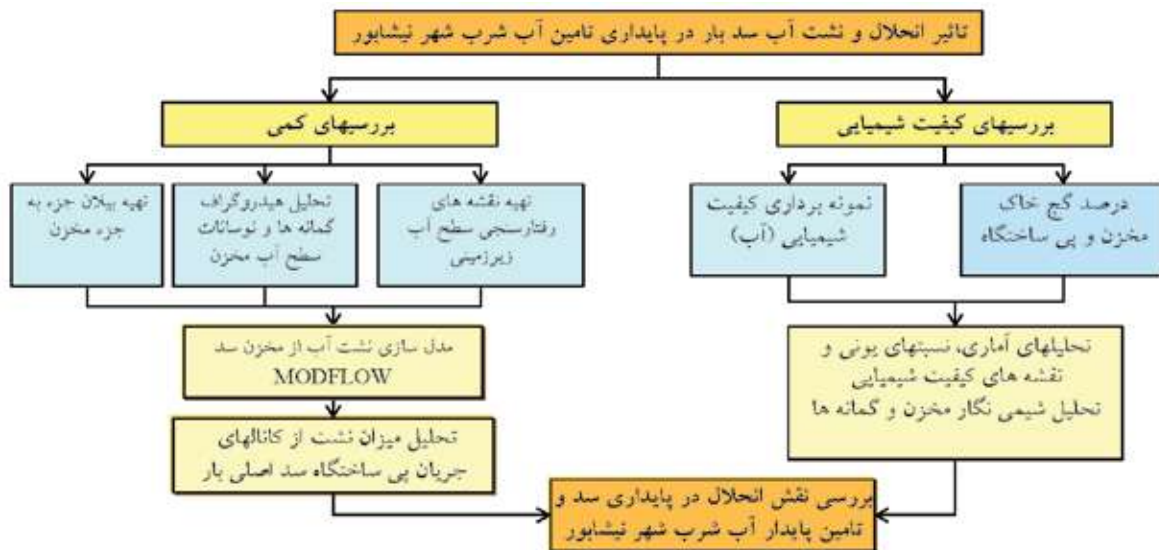 تاثیر انحلال و نشت آب سد بار در پایداری تامین آب شرب شهر نیشابور
بررسیهای کیفیت شیمیایی
بررسیهای کمی
درصد گچ خاک
مخزن و پی ساختگاه
نمونه برداری کیفیت
شیمیایی (آب)
تهیه نقشه های
رفتارسنجی سطح آب
زیرزمینی
تحلیل هیدروگراف
گمانه ها و نوسانات
سطح آب مخزن
تهیه بیلان جزء به
جزء مخزن
تحلیلهای آماری، نسبتهای یونی و
نقشه های کیفیت شیمیایی
تحلیل شیمی نگار مخزن و گمانه ها
مدل سازی نشت آب از مخزن سد
MODFLOW
تحلیل میزان نشت از کانالهای
جریان پی ساختگاه سد اصلی بار
بررسی نقش انحلال در پایداری سد و
تامین پایدار آب شرب شهر نیشابور